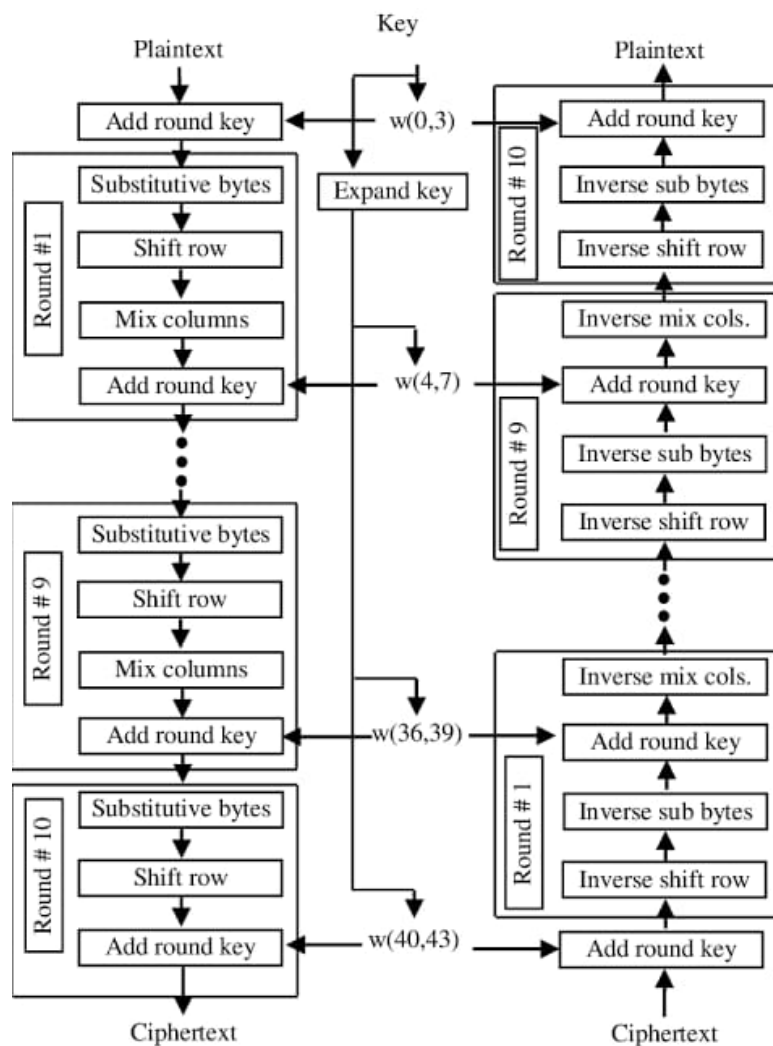 Key
Plaintext
Add round key
Round #1
Substitutive bytes
Shift row
Mix columns
Add round key
Round # 9
Substitutive bytes
Shift row
Mix columns
Add round key
Round # 10
Substitutive bytes
Shift row
Add round key
Ciphertext
w(0,3)
Expand key
w(4,7)
w(36,39)
w(40,43)
Plaintext
Round # 10
Add round key
Inverse sub bytes
Inverse shift row
Round # 9
Inverse mix cols.
Add round key
Inverse sub bytes
Inverse shift row
Round # 1
Inverse mix cols.
Add round key
Inverse sub bytes
Inverse shift row
Add round key
Ciphertext